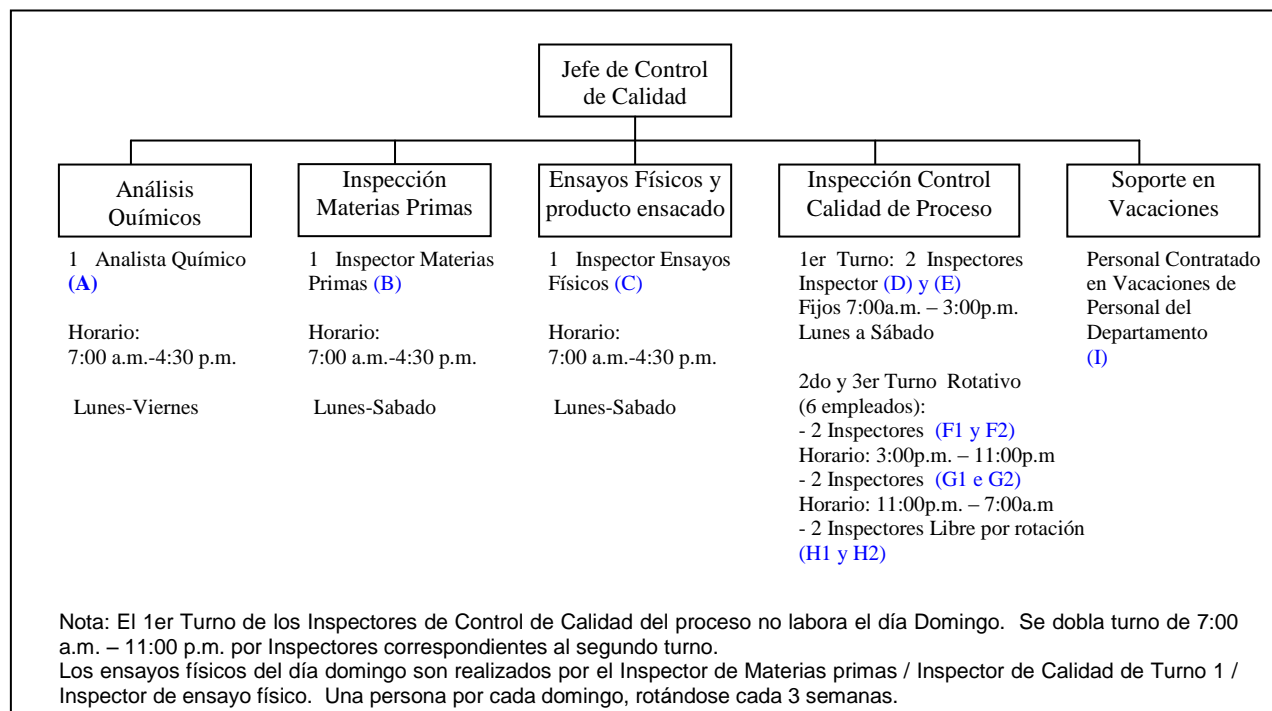 Jefe de Control
de Calidad
Análisis
Químicos
Inspección
Materias Primas
Ensayos Físicos y
producto ensacado
Inspección Control
Calidad de Proceso
Soporte en
Vacaciones
1 Analista Químico
(A)
Horario:
7:00 a.m.-4:30 p.m.
Lunes-Viernes
1 Inspector Materias
Primas (B)
Horario:
7:00 a.m.-4:30 p.m.
Lunes-Sabado
1 Inspector Ensayos
Físicos (C)
Horario:
7:00 a.m.-4:30 p.m.
Lunes-Sabado
1er Turno: 2 Inspectores
Inspector (D) y (E)
Fijos 7:00a.m. – 3:00p.m.
Lunes a Sábado
2do y 3er Turno Rotativo
(6 empleados):
- 2 Inspectores (F1 y F2)
Horario: 3:00p.m. – 11:00p.m
- 2 Inspectores (G1 e G2)
Horario: 11:00p.m. – 7:00a.m
- 2 Inspectores Libre por rotación
(H1 y H2)
Personal Contratado
en Vacaciones de
Personal del
Departamento
(I)
Nota: El 1er Turno de los Inspectores de Control de Calidad del proceso no labora el día Domingo. Se dobla turno de 7:00
a.m. – 11:00 p.m. por Inspectores correspondientes al segundo turno.
Los ensayos físicos del día domingo son realizados por el Inspector de Materias primas / Inspector de Calidad de Turno 1 /
Inspector de ensayo físico. Una persona por cada domingo, rotándose cada 3 semanas.